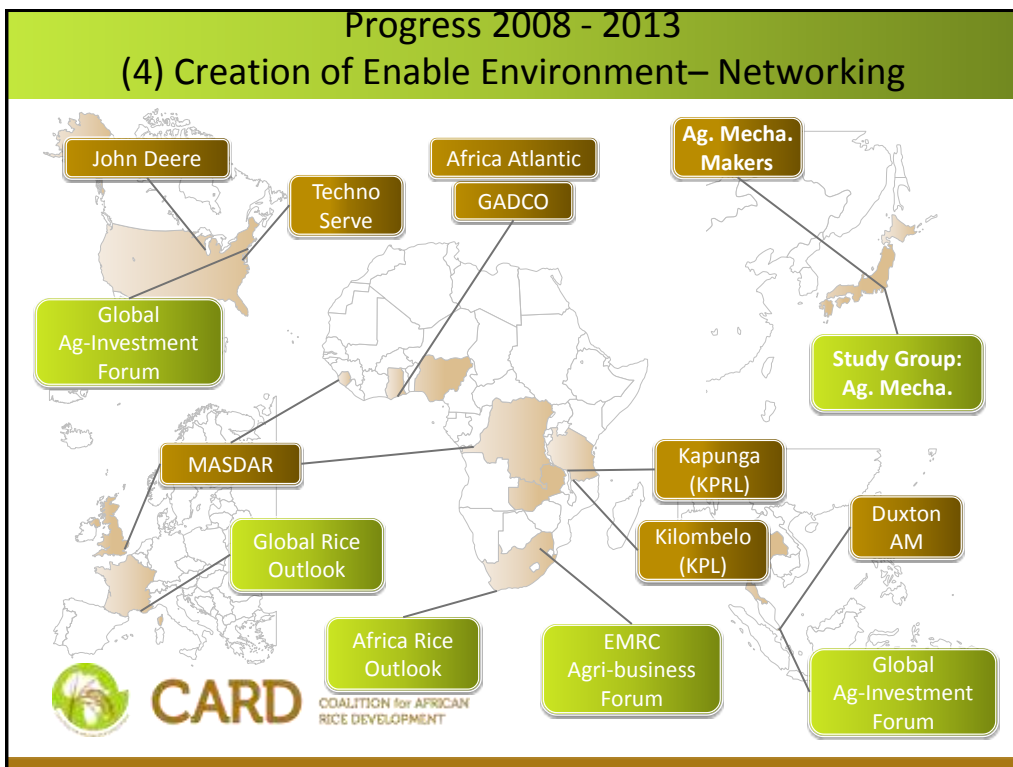 Progress 2008 - 2013
(4) Creation of Enable Environment– Networking
John Deere
Techno
Serve
Africa Atlantic
GADCO
Ag. Mecha.
Makers
Global
Ag-Investment
Forum
Study Group:
Ag. Mecha.
MASDAR
Kapunga
(KPRL)
Kilombelo
(KPL)
Duxton
AM
Global Rice
Outlook
Africa Rice
Outlook
EMRC
Agri-business
Forum
Global
Ag-Investment
Forum
CARD
COALITION for AFRICAN
RICE DEVELOPMENT